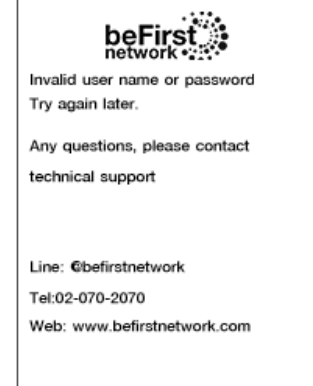 beFirst
network
Invalid user name or password
Try again later.
Any questions, please contact
technical support
Line: @befirstnetwork
Tel:02-070-2070
Web: www.befirstnetwork.com